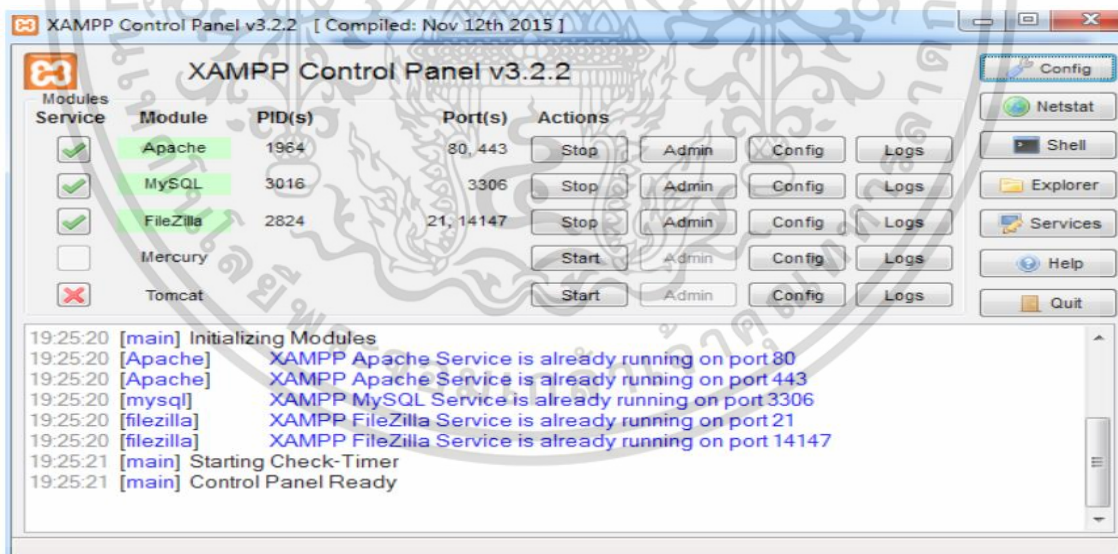 XAMPP Control Panel v3.2.2 [ Compiled: Nov 12th 2015 ]
XAMPP Control Panel v3.2.2
Config
Modules
Service Module PID(s) Port(s) Actions
Netstat
Apache 1964 80, 443 Stop Admin Config Logs
Shell
MySQL 3016 3306 Stop Admin Config Logs
Explorer
FileZilla 2824 21, 14147 Stop Admin Config Logs
Services
Mercury Start Admin Config Logs
Help
Tomcat Start Admin Config Logs
Quit
19:25:20 [main] Initializing Modules
19:25:20 [Apache] XAMPP Apache Service is already running on port 80
19:25:20 [Apache] XAMPP Apache Service is already running on port 443
19:25:20 [mysql] XAMPP MySQL Service is already running on port 3306
19:25:20 [filezilla] XAMPP FileZilla Service is already running on port 21
19:25:20 [filezilla] XAMPP FileZilla Service is already running on port 14147
19:25:21 [main] Starting Check-Timer
19:25:21 [main] Control Panel Ready